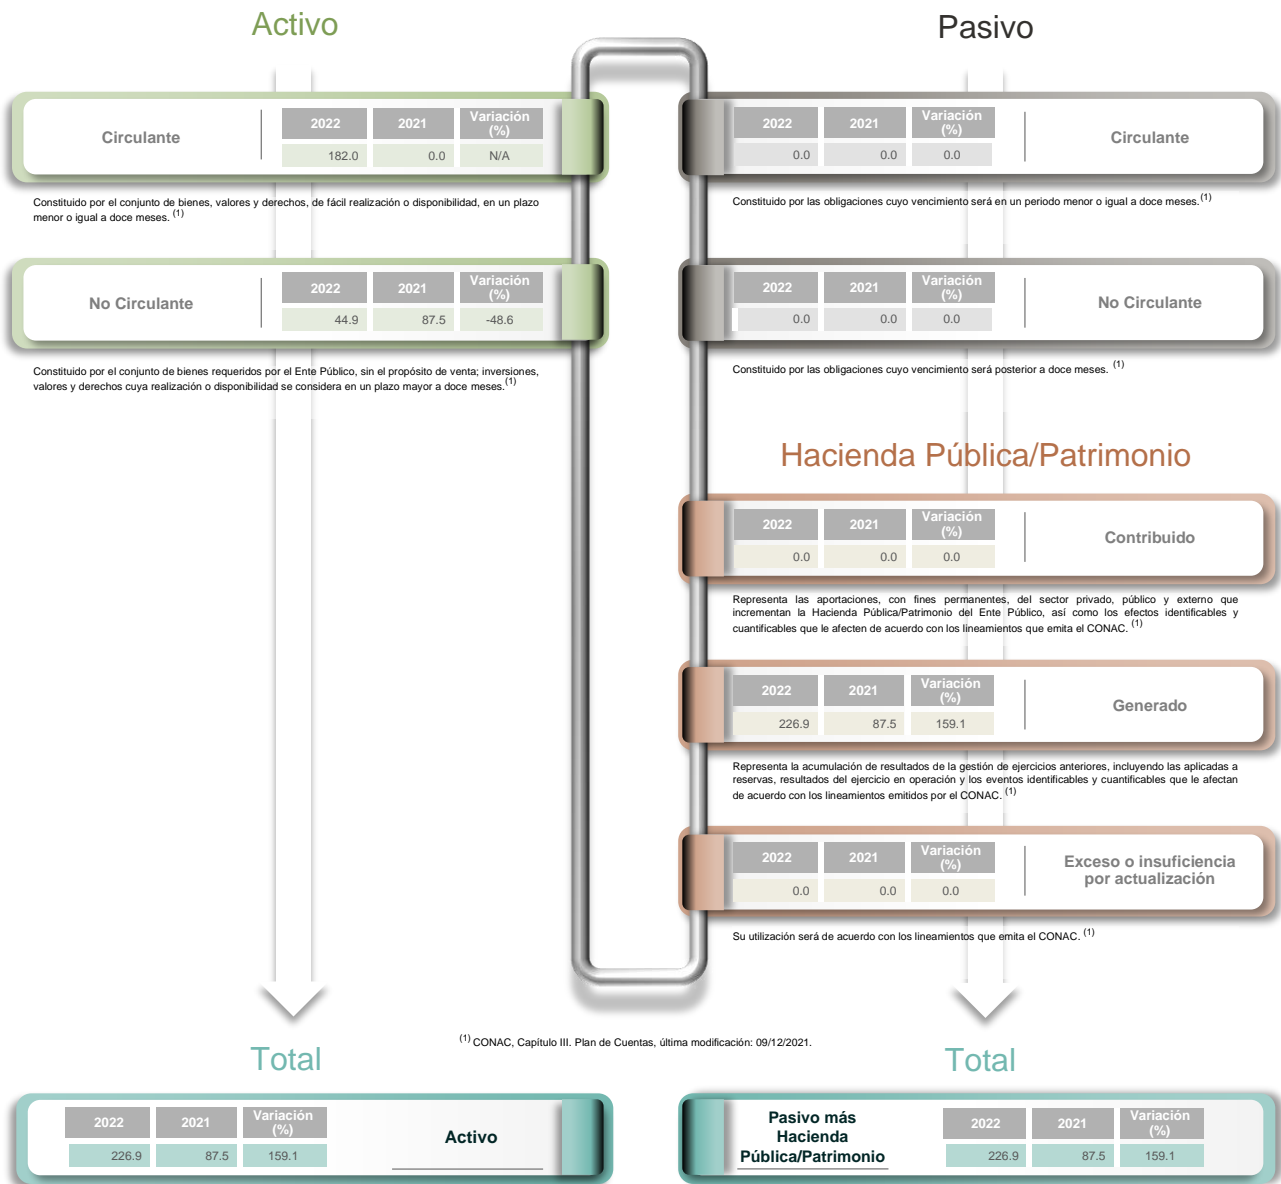 Activo
Circulante
2022 2021 Variación (%)
182.0 0.0 N/A
Constituido por el conjunto de bienes, valores y derechos, de fácil realización o disponibilidad, en un plazo
menor o igual a doce meses. (1)
No Circulante
2022 2021 Variación (%)
44.9 87.5 -48.6
Constituido por el conjunto de bienes requeridos por el Ente Público, sin el propósito de venta; inversiones,
valores y derechos cuya realización o disponibilidad se considera en un plazo mayor a doce meses. (1)
Pasivo
2022 2021 Variación (%)
0.0 0.0 0.0
Circulante
Constituido por las obligaciones cuyo vencimiento será en un periodo menor o igual a doce meses. (1)
2022 2021 Variación (%)
0.0 0.0 0.0
No Circulante
Constituido por las obligaciones cuyo vencimiento será posterior a doce meses. (1)
Hacienda Pública/Patrimonio
2022 2021 Variación (%)
0.0 0.0 0.0
Contribuido
Representa las aportaciones, con fines permanentes, del sector privado, público y externo que
incrementan la Hacienda Pública/Patrimonio del Ente Público, así como los efectos identificables y
cuantificables que le afecten de acuerdo con los lineamientos que emita el CONAC. (1)
2022 2021 Variación (%)
226.9 87.5 159.1
Generado
Representa la acumulación de resultados de la gestión de ejercicios anteriores, incluyendo las aplicadas a
reservas, resultados del ejercicio en operación y los eventos identificables y cuantificables que le afectan
de acuerdo con los lineamientos emitidos por el CONAC. (1)
2022 2021 Variación (%)
0.0 0.0 0.0
Exceso o insuficiencia
por actualización
Su utilización será de acuerdo con los lineamientos que emita el CONAC. (1)
(1) CONAC, Capítulo III. Plan de Cuentas, última modificación: 09/12/2021.
Total
2022 2021 Variación (%)
226.9 87.5 159.1
Activo
Total
Pasivo más
Hacienda
Pública/Patrimonio
2022 2021 Variación (%)
226.9 87.5 159.1